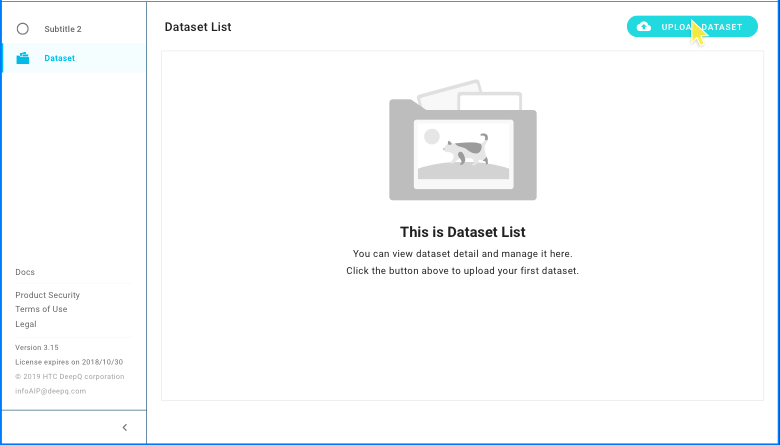 Subtitle 2
Dataset
Docs
Product Security
Terms of Use
Legal
Version 3.15
License expires on 2018/10/30
© 2019 HTC DeepQ corporation
infoAIP@deepq.com
Dataset List
UPLOAD DATASET
This is Dataset List
You can view dataset detail and manage it here.
Click the button above to upload your first dataset.